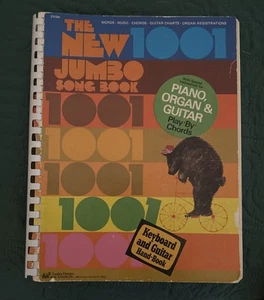 WORDS · MUSIC · CHORDS · GUITAR CHARTS · ORGAN REGISTRATIONS
THE
NEW 1001
JUMBO
SONG BOOK
PIANO,
ORGAN &
GUITAR
Play-By
Chords
1001
1001
1001
1001
1001
Keyboard
and Guitar
Hand-Book